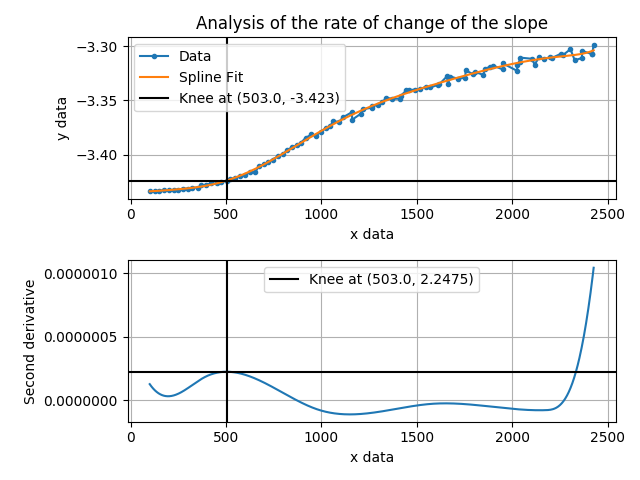 Analysis of the rate of change of the slope
−3.30
−3.35
−3.40
y data
Data
Spline Fit
Knee at (503.0, -3.423)
0 500 1000 1500 2000 2500
x data
0.0000010
0.0000005
0.0000000
Second derivative
Knee at (503.0, 2.2475)
0 500 1000 1500 2000 2500
x data